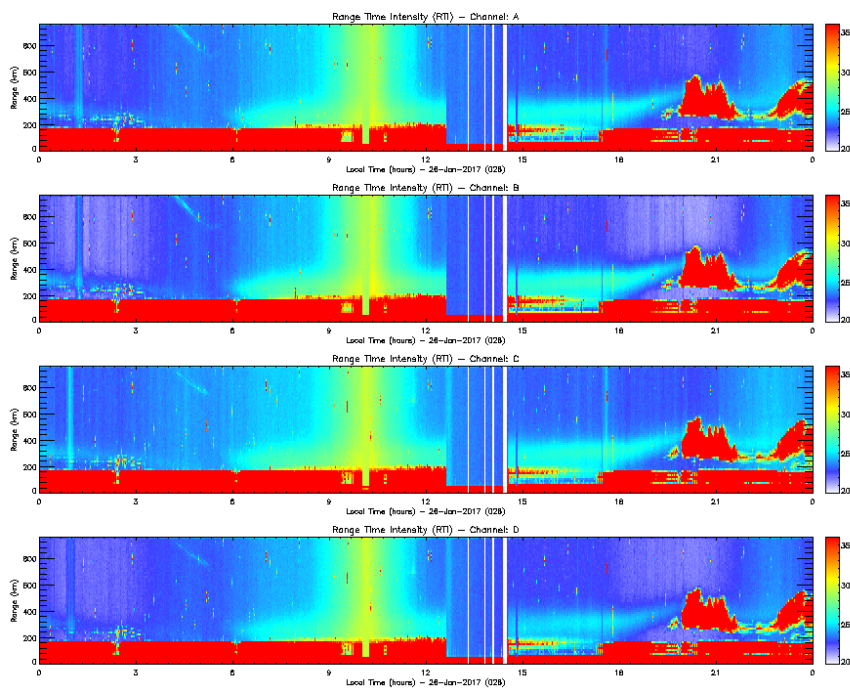 Range Time Intensity (RTI) – Channel: A
Range (km)
800
600
400
200
0
0 3 6 9 12 15 18 21 0
Local Time (hours) – 26-Jan-2017 (026)
35
30
25
20
Range Time Intensity (RTI) – Channel: B
Range (km)
800
600
400
200
0
0 3 6 9 12 15 18 21 0
Local Time (hours) – 26-Jan-2017 (026)
35
30
25
20
Range Time Intensity (RTI) – Channel: C
Range (km)
800
600
400
200
0
0 3 6 9 12 15 18 21 0
Local Time (hours) – 26-Jan-2017 (026)
35
30
25
20
Range Time Intensity (RTI) – Channel: D
Range (km)
800
600
400
200
0
0 3 6 9 12 15 18 21 0
Local Time (hours) – 26-Jan-2017 (026)
35
30
25
20